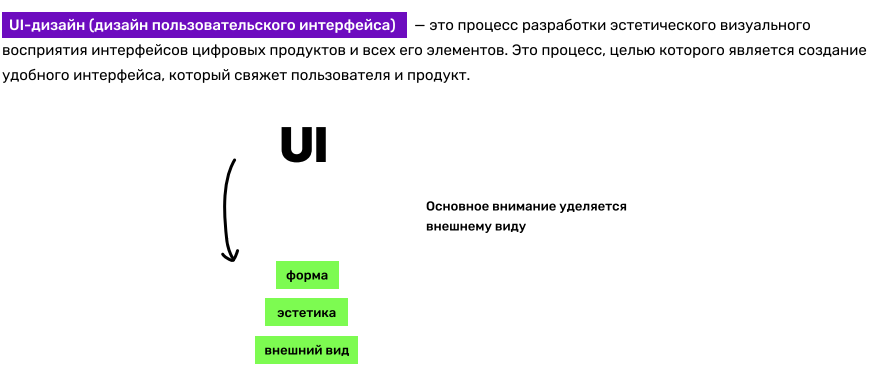 UI-дизайн (дизайн пользовательского интерфейса) — это процесс разработки эстетического визуального
восприятия интерфейсов цифровых продуктов и всех его элементов. Это процесс, целью которого является создание
удобного интерфейса, который свяжет пользователя и продукт.
UI
Основное внимание уделяется
внешнему виду
форма
эстетика
внешний вид